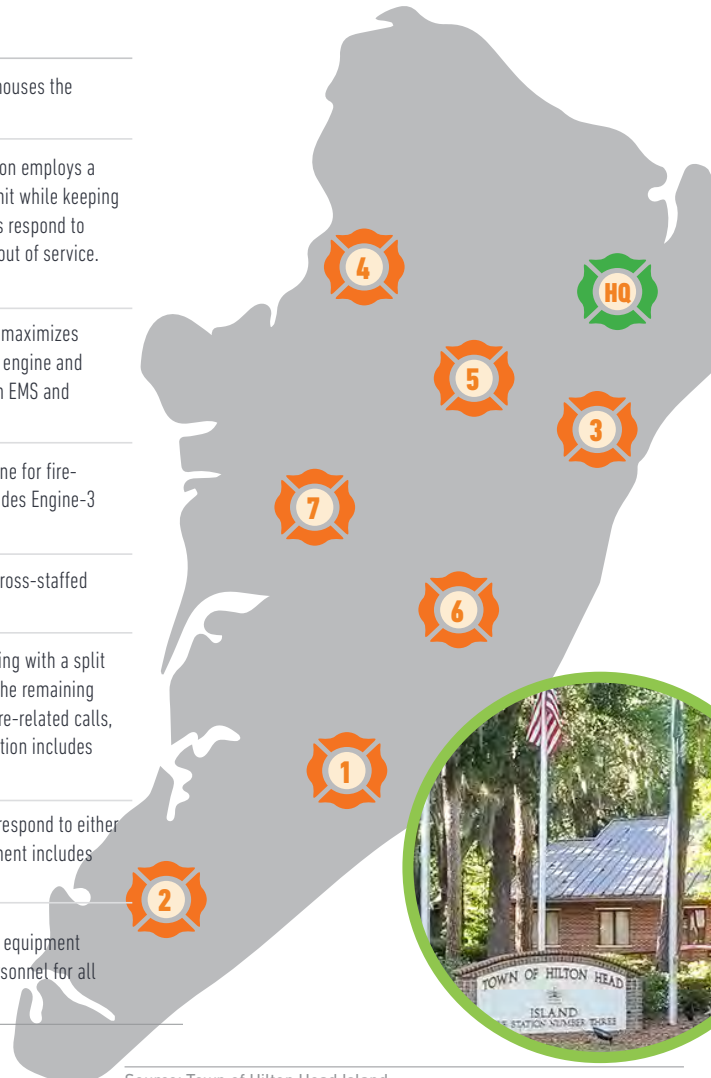 houses the
on employs a
nit while keeping
s respond to
out of service.
maximizes
engine and
n EMS and
ne for fire-
des Engine-3
ross-staffed
ing with a split
he remaining
re-related calls,
tion includes
respond to either
ment includes
equipment
sonnel for all
4
HQ
5
3
7
6
1
2
TOWN OF HILTON HEAD
ISLAND
STATION NUMBER THREE
Source: Town of Hilton Head Island